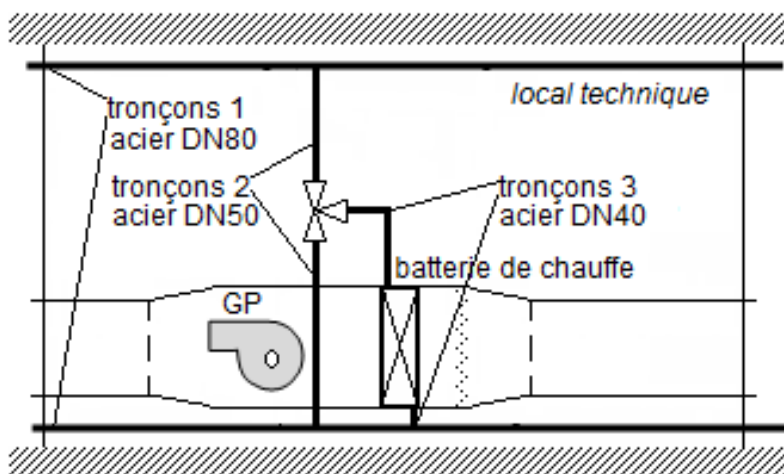 local technique
tronçons 1
acier DN80
tronçons 2
acier DN50
tronçons 3
acier DN40
batterie de chauffe
GP